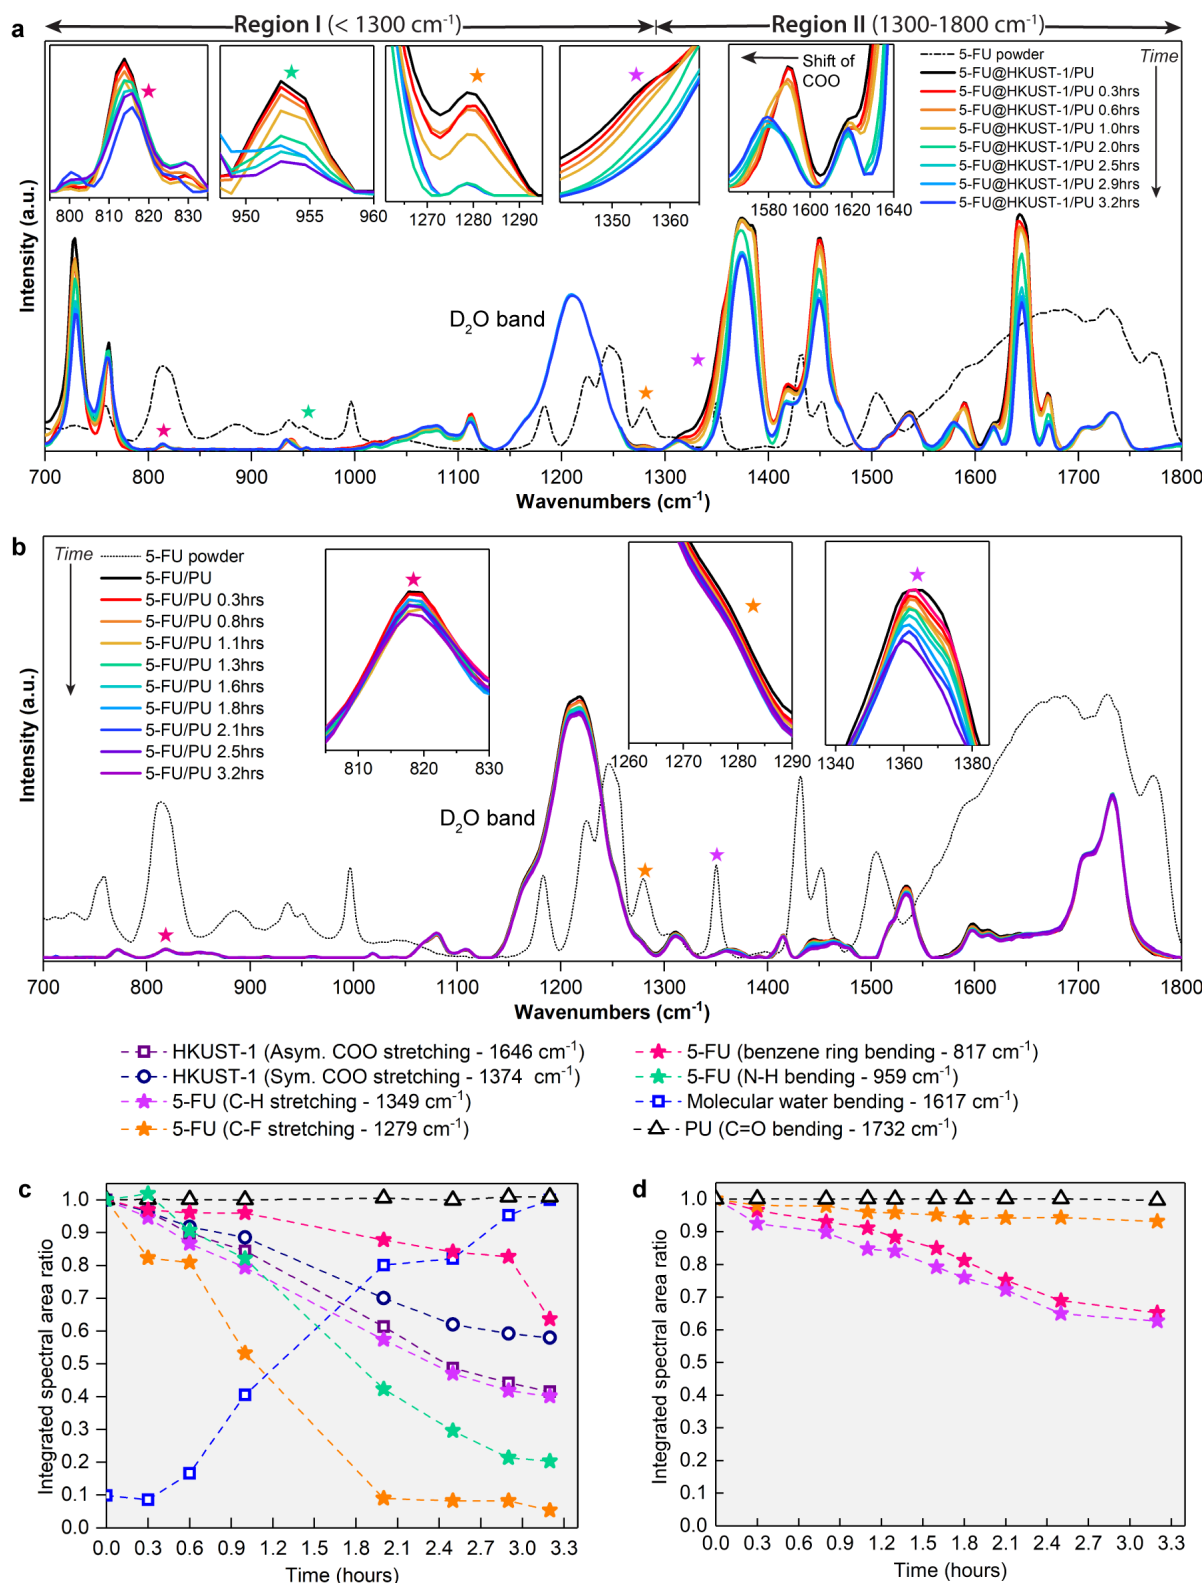 a
Region I (< 1300 cm⁻¹)
Region II (1300-1800 cm⁻¹)
Intensity (a.u.)
800 820 830
950 955 960
1270 1280 1290
1350 1360
1580 1600 1620 1640
Shift of
COO
5-FU powder
Time
5-FU@HKUST-1/PU
5-FU@HKUST-1/PU 0.3hrs
5-FU@HKUST-1/PU 0.6hrs
5-FU@HKUST-1/PU 1.0hrs
5-FU@HKUST-1/PU 2.0hrs
5-FU@HKUST-1/PU 2.5hrs
5-FU@HKUST-1/PU 2.9hrs
5-FU@HKUST-1/PU 3.2hrs
D₂O band
700 800 900 1000 1100 1200 1300 1400 1500 1600 1700 1800
Wavenumbers (cm⁻¹)
b
Intensity (a.u.)
Time
5-FU powder
5-FU/PU
5-FU/PU 0.3hrs
5-FU/PU 0.8hrs
5-FU/PU 1.1hrs
5-FU/PU 1.3hrs
5-FU/PU 1.6hrs
5-FU/PU 1.8hrs
5-FU/PU 2.1hrs
5-FU/PU 2.5hrs
5-FU/PU 3.2hrs
810 820 830
1260 1270 1280 1290
1340 1360 1380
D₂O band
700 800 900 1000 1100 1200 1300 1400 1500 1600 1700 1800
Wavenumbers (cm⁻¹)
HKUST-1 (Asym. COO stretching - 1646 cm⁻¹)
HKUST-1 (Sym. COO stretching - 1374 cm⁻¹)
5-FU (C-H stretching - 1349 cm⁻¹)
5-FU (C-F stretching - 1279 cm⁻¹)
5-FU (benzene ring bending - 817 cm⁻¹)
5-FU (N-H bending - 959 cm⁻¹)
Molecular water bending - 1617 cm⁻¹)
PU (C=O bending - 1732 cm⁻¹)
c
Integrated spectral area ratio
1.0
0.9
0.8
0.7
0.6
0.5
0.4
0.3
0.2
0.1
0.0
0.0 0.3 0.6 0.9 1.2 1.5 1.8 2.1 2.4 2.7 3.0 3.3
Time (hours)
d
Integrated spectral area ratio
1.0
0.9
0.8
0.7
0.6
0.5
0.4
0.3
0.2
0.1
0.0
0.0 0.3 0.6 0.9 1.2 1.5 1.8 2.1 2.4 2.7 3.0 3.3
Time (hours)